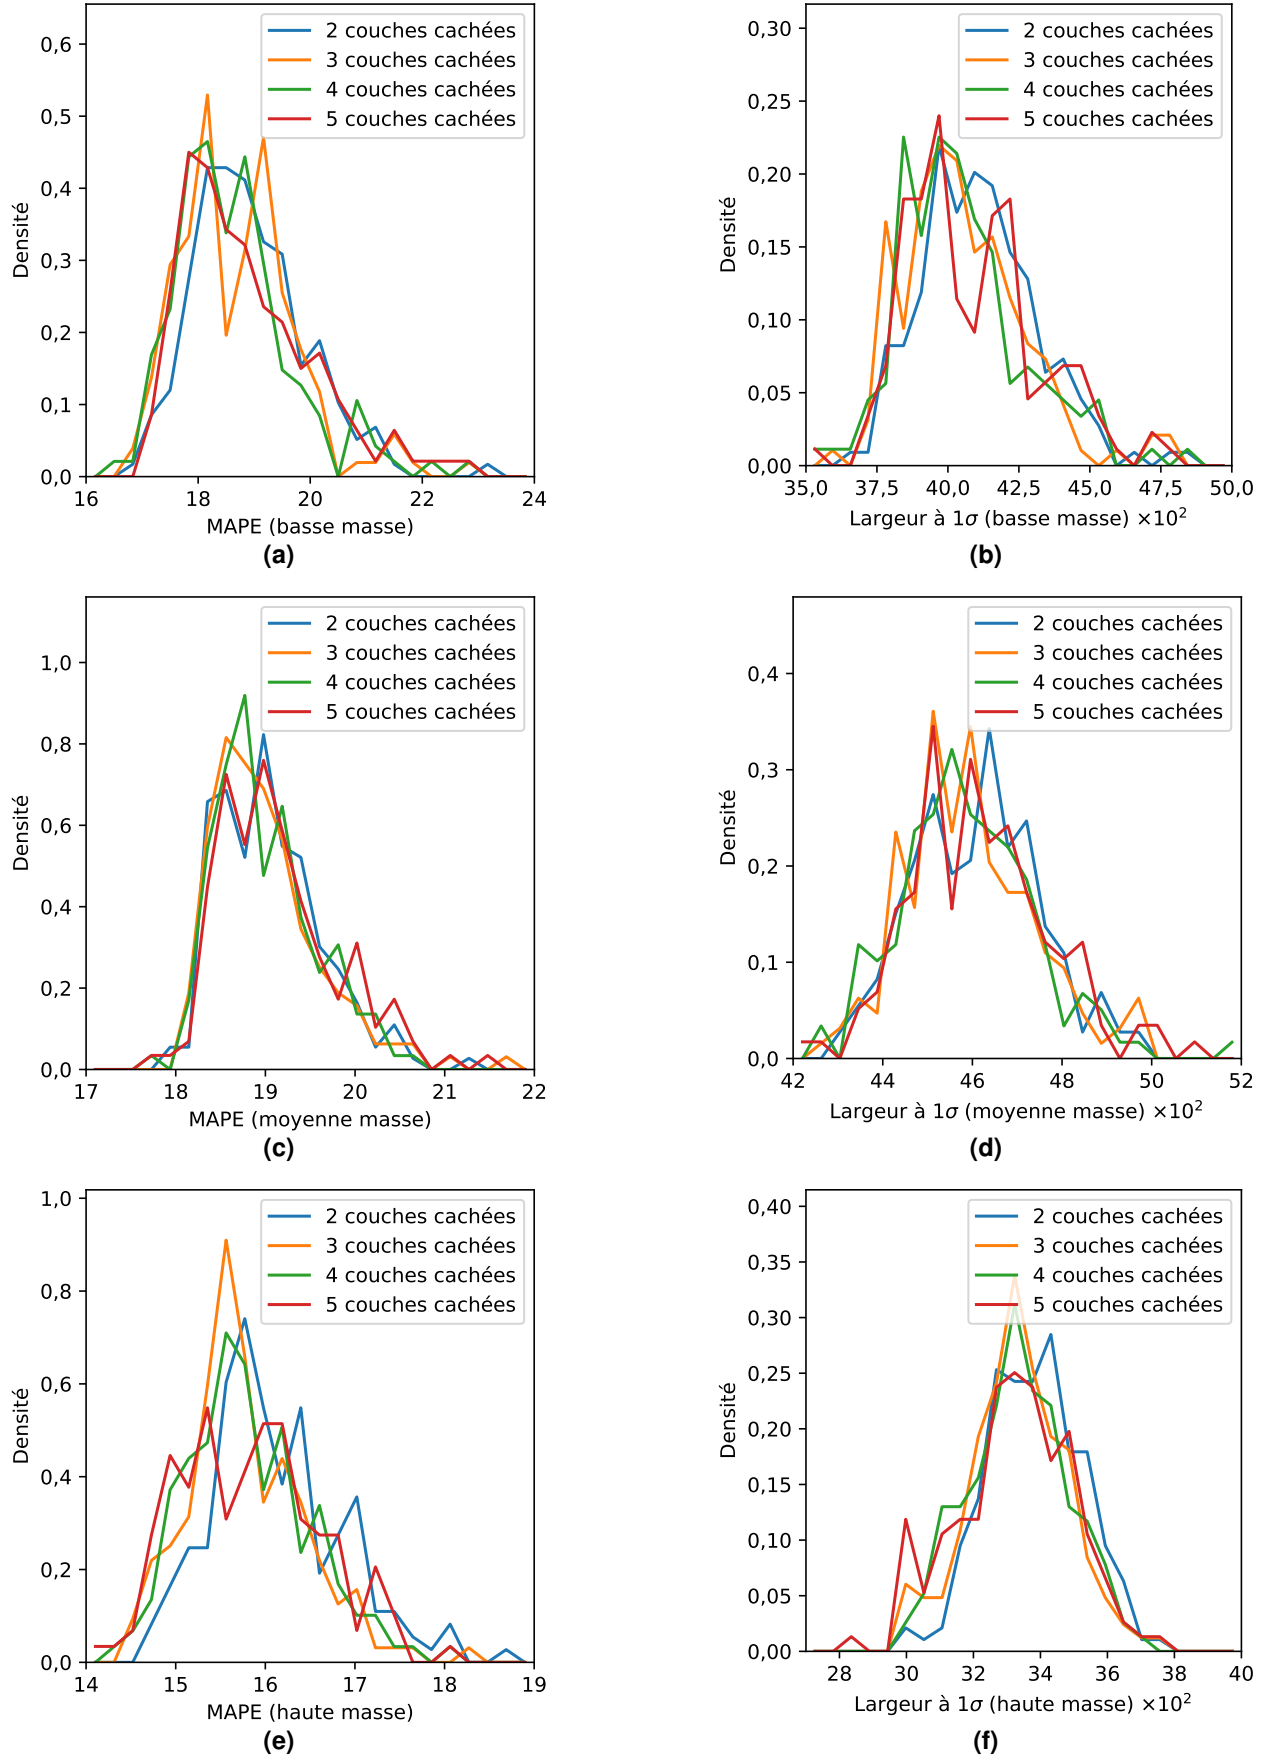 0,6
0,5
0,4
0,3
0,2
0,1
0,0
Densité
2 couches cachées
3 couches cachées
4 couches cachées
5 couches cachées
16 18 20 22 24
MAPE (basse masse)
(a)
0,30
0,25
0,20
0,15
0,10
0,05
0,00
Densité
2 couches cachées
3 couches cachées
4 couches cachées
5 couches cachées
35,0 37,5 40,0 42,5 45,0 47,5 50,0
Largeur à 1σ (basse masse) ×10²
(b)
1,0
0,8
0,6
0,4
0,2
0,0
Densité
2 couches cachées
3 couches cachées
4 couches cachées
5 couches cachées
17 18 19 20 21 22
MAPE (moyenne masse)
(c)
0,4
0,3
0,2
0,1
0,0
Densité
2 couches cachées
3 couches cachées
4 couches cachées
5 couches cachées
42 44 46 48 50 52
Largeur à 1σ (moyenne masse) ×10²
(d)
1,0
0,8
0,6
0,4
0,2
0,0
Densité
2 couches cachées
3 couches cachées
4 couches cachées
5 couches cachées
14 15 16 17 18 19
MAPE (haute masse)
(e)
0,40
0,35
0,30
0,25
0,20
0,15
0,10
0,05
0,00
Densité
2 couches cachées
3 couches cachées
4 couches cachées
5 couches cachées
28 30 32 34 36 38 40
Largeur à 1σ (haute masse) ×10²
(f)